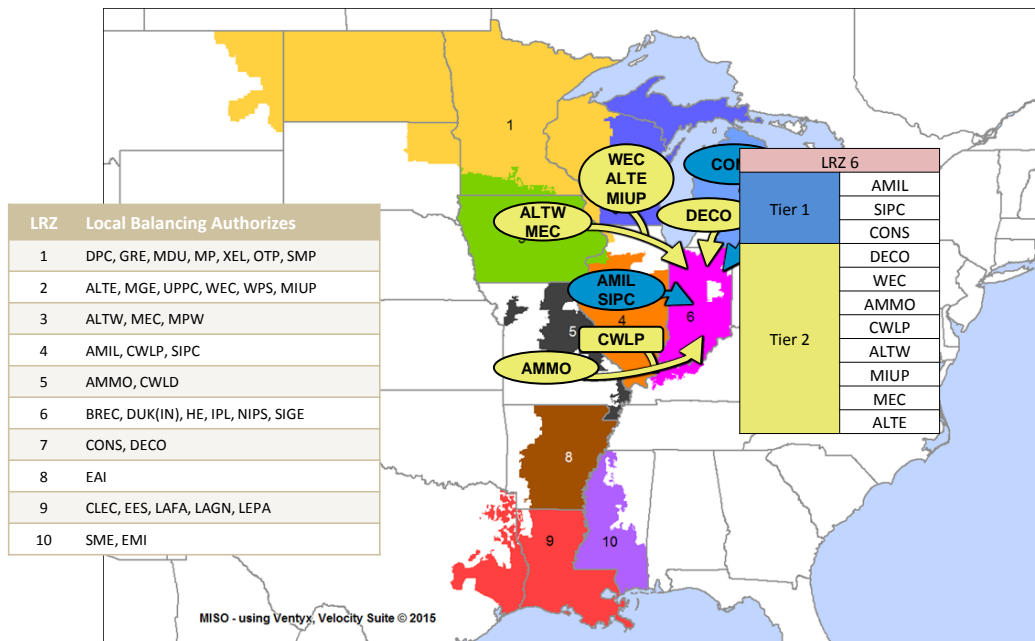 1
WEC
ALTE
MIUP
ALTW
MEC
DECO
AMIL
SIPC
4
5
6
CWLP
AMMO
8
9
10
LRZ 6
Tier 1
AMIL
SIPC
CONS
Tier 2
DECO
WEC
AMMO
CWLP
ALTW
MIUP
MEC
ALTE
LRZ Local Balancing Authorizes
1 DPC, GRE, MDU, MP, XEL, OTP, SMP
2 ALTE, MGE, UPPC, WEC, WPS, MIUP
3 ALTW, MEC, MPW
4 AMIL, CWLP, SIPC
5 AMMO, CWLD
6 BREC, DUK(IN), HE, IPL, NIPS, SIGE
7 CONS, DECO
8 EAI
9 CLEC, EES, LAFA, LAGN, LEPA
10 SME, EMI
MISO - using Ventyx, Velocity Suite © 2015